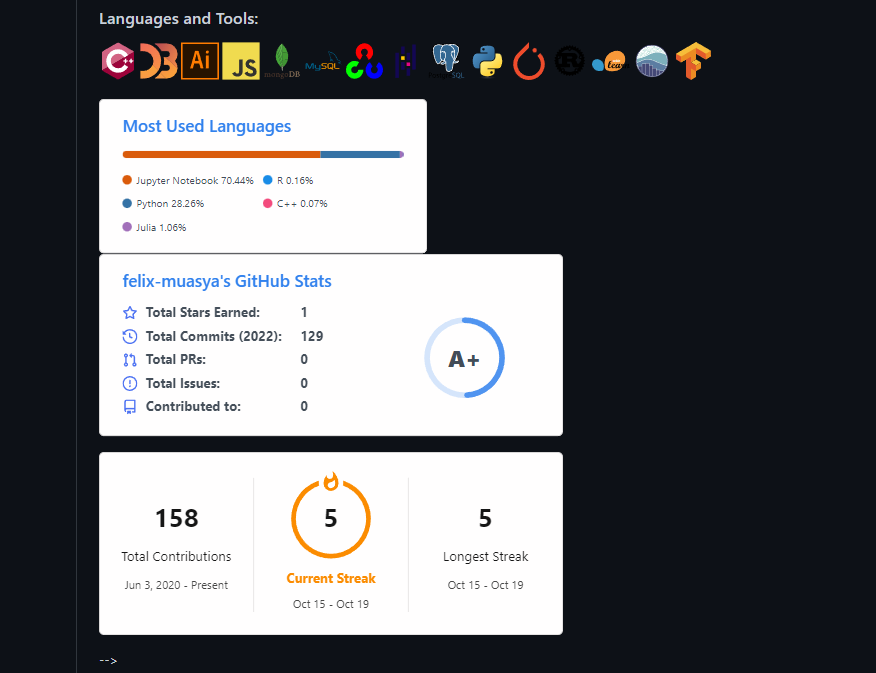 Languages and Tools:
Ai
JS
mongoDB
MySQL
Most Used Languages
Jupyter Notebook 70.44%
R 0.16%
Python 28.26%
C++ 0.07%
Julia 1.06%
felix-muasya's GitHub Stats
Total Stars Earned: 1
Total Commits (2022): 129
Total PRs: 0
Total Issues: 0
Contributed to: 0
A+
158
Total Contributions
Jun 3, 2020 - Present
5
Current Streak
Oct 15 - Oct 19
5
Longest Streak
Oct 15 - Oct 19
-->